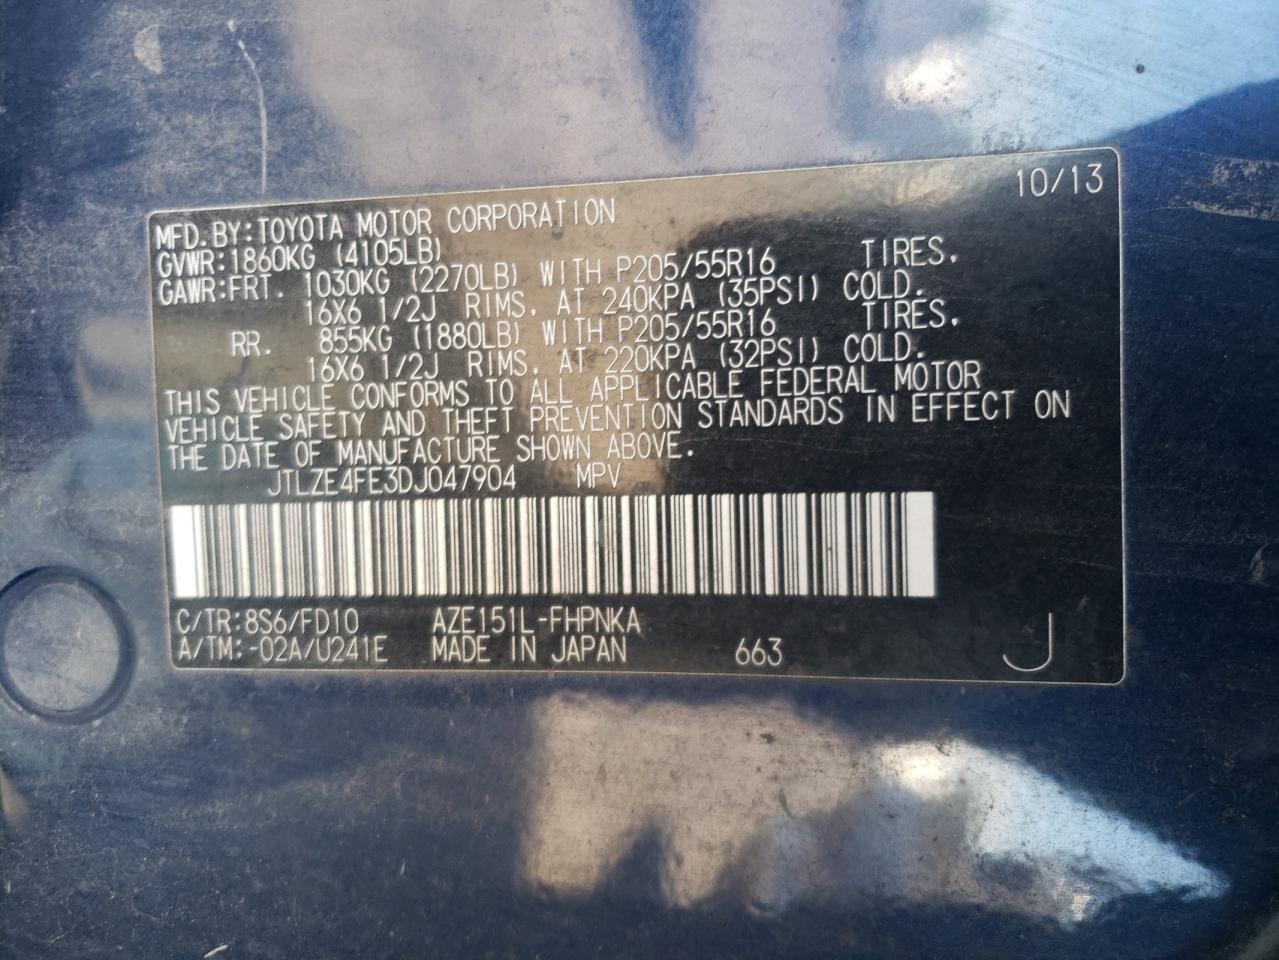 10/13
MFD.BY:TOYOTA MOTOR CORPORATION
GVWR:1860KG (4105LB)
GAWR:FRT. 1030KG (2270LB) WITH P205/55R16 TIRES.
16X6 1/2J RIMS. AT 240KPA (35PSI) COLD.
RR. 855KG (1880LB) WITH P205/55R16 TIRES.
16X6 1/2J RIMS. AT 220KPA (32PSI) COLD.
THIS VEHICLE CONFORMS TO ALL APPLICABLE FEDERAL MOTOR
VEHICLE SAFETY AND THEFT PREVENTION STANDARDS IN EFFECT ON
THE DATE OF MANUFACTURE SHOWN ABOVE.
JTLZE4FE3DJ047904 MPV
C/TR:8S6/FD10 AZE151L-FHPNKA
A/TM:-02A/U241E MADE IN JAPAN 663 J